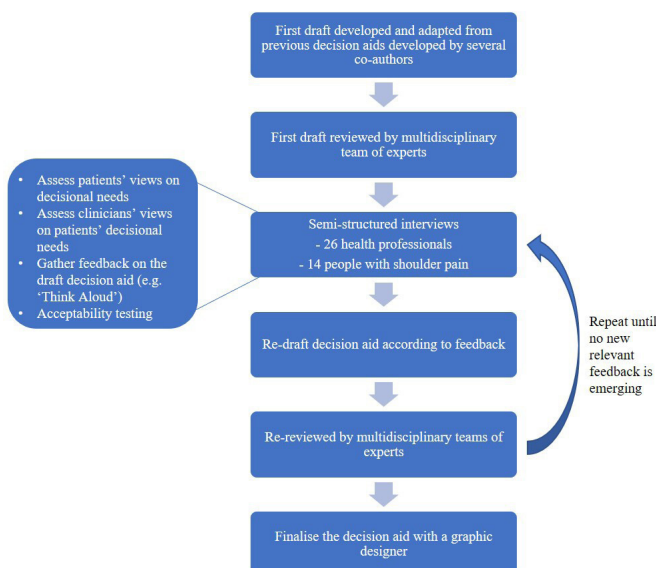 First draft developed and adapted from
previous decision aids developed by several
co-authors
First draft reviewed by multidisciplinary
team of experts
• Assess patients' views on
decisional needs
• Assess clinicians' views
on patients' decisional
needs
• Gather feedback on the
draft decision aid (e.g.
'Think Aloud')
• Acceptability testing
Semi-structured interviews
- 26 health professionals
- 14 people with shoulder pain
Re-draft decision aid according to feedback
Repeat until
no new
relevant
feedback is
emerging
Re-reviewed by multidisciplinary teams of
experts
Finalise the decision aid with a graphic
designer